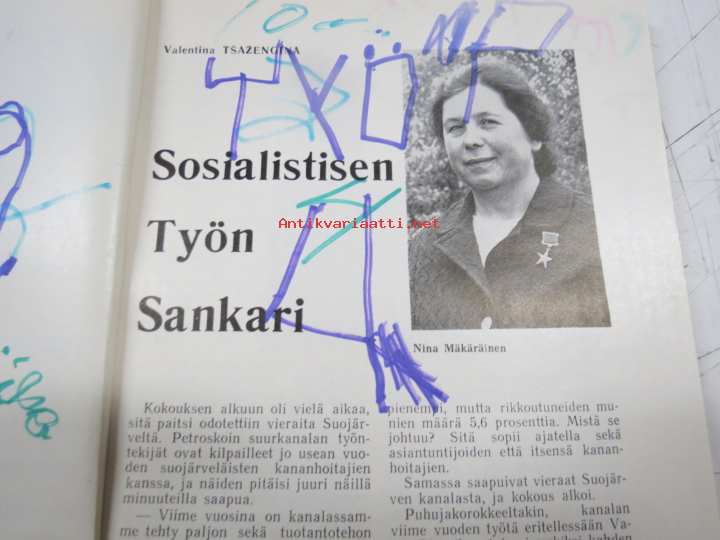 Valentina TSAŽENGINA
TYÖ
Sosialistisen
Työn
Sankari
Antikvariaatti.net
Nina Mäkäräinen
Kokouksen alkuun oli vielä aikaa,
sitä paitsi odotettiin vieraita Suojär-
veltä. Petroskoin suurkanalan työn-
tekijät ovat kilpailleet jo usean vuo-
den suojärveläisten kananhoitajien
kanssa, ja näiden pitäisi juuri näillä
minuuteilla saapua.
— Viime vuosina on kanalassam-
me tehty paljon sekä tuotantotehon
pienempi, mutta rikkoutuneiden mu-
nien määrä 5,6 prosenttia. Mistä se
johtuu? Sitä sopii ajatella sekä
asiantuntijoiden että itsensä kanan-
hoitajien.
Samassa saapuivat vieraat Suojär-
ven kanalasta, ja kokous alkoi.
Puhujakorokkeeltakin, kanalan
viime vuoden työtä eritellessään Va-